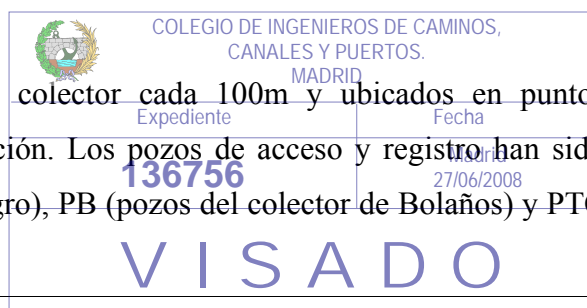 COLEGIO DE INGENIEROS DE CAMINOS,
CANALES Y PUERTOS.
MADRID
colector cada 100m y ubicados en punto
Expediente Fecha
ción. Los pozos de acceso y registro han sid
136756 Madrid
27/06/2008
gro), PB (pozos del colector de Bolaños) y PTC
VISADO